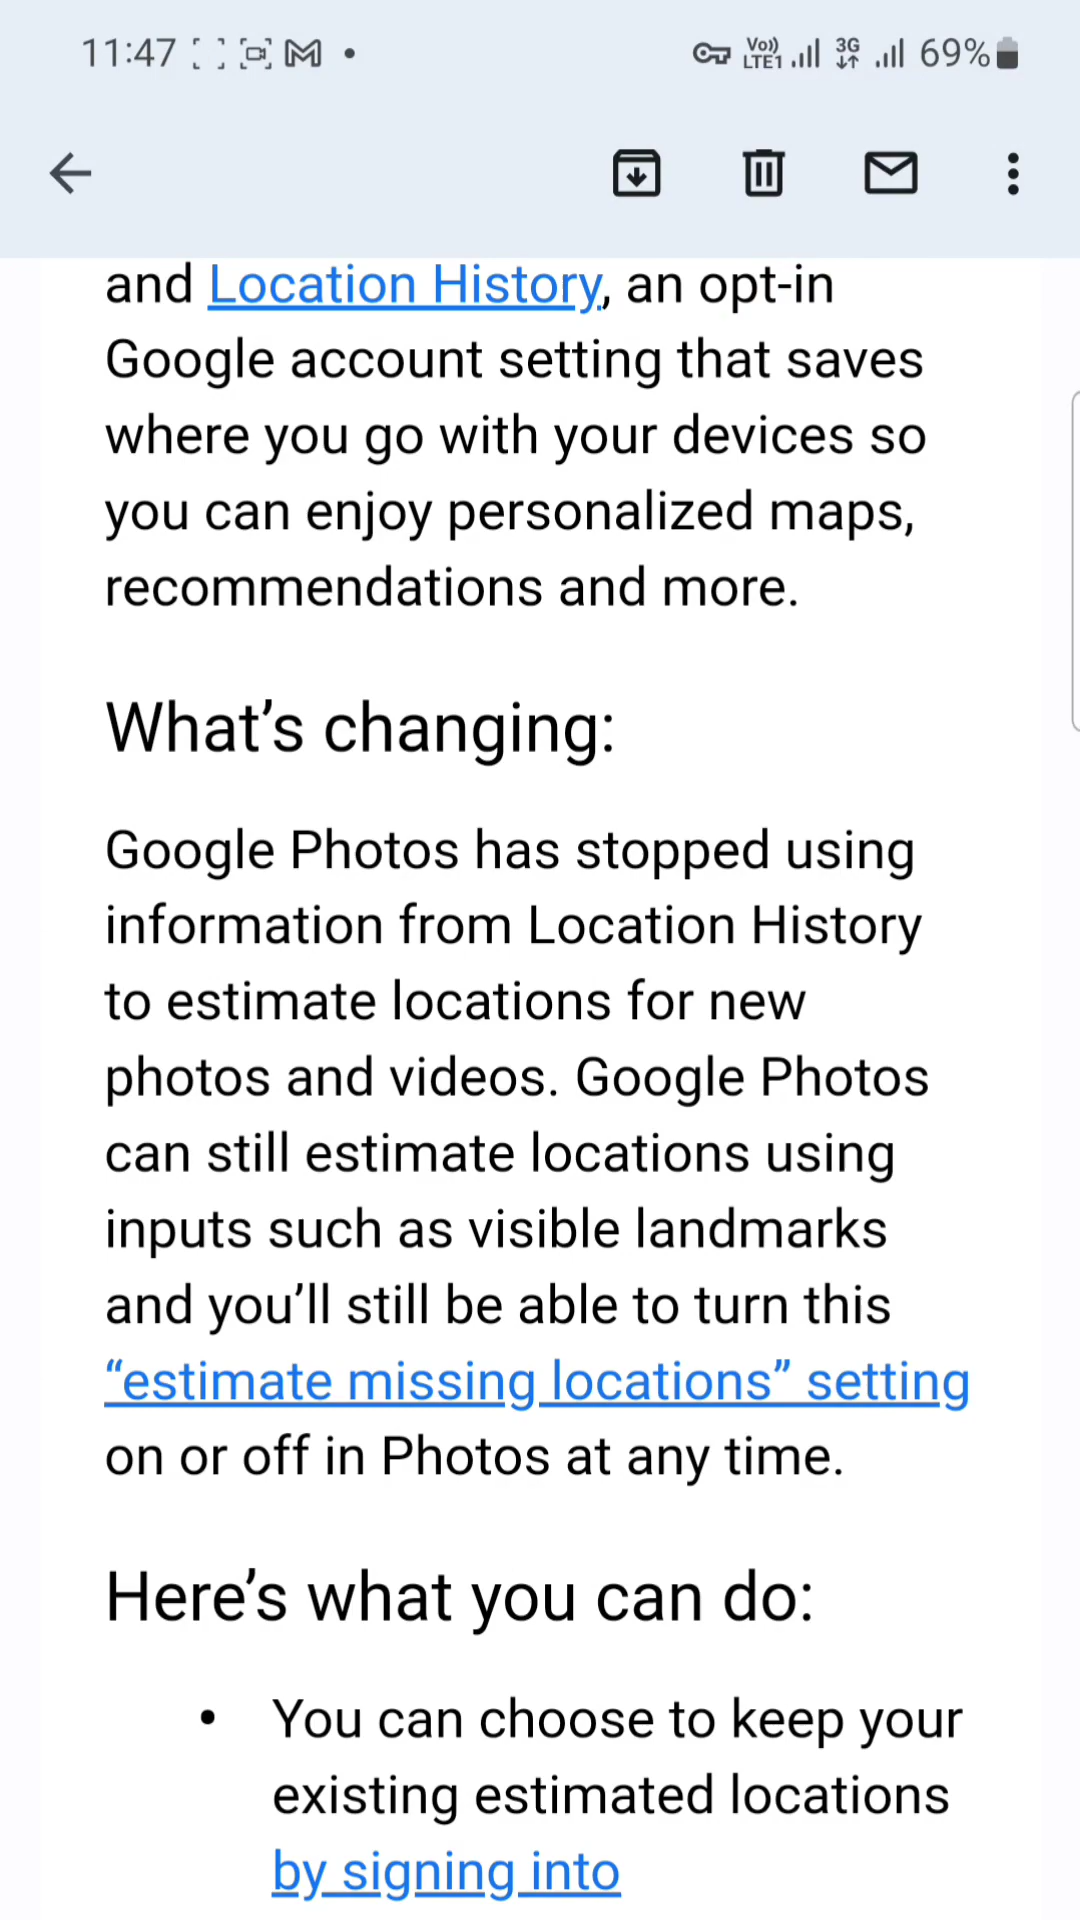 11:47
Vo)) LTE1 3G 69%
and Location History, an opt-in
Google account setting that saves
where you go with your devices so
you can enjoy personalized maps,
recommendations and more.
What’s changing:
Google Photos has stopped using
information from Location History
to estimate locations for new
photos and videos. Google Photos
can still estimate locations using
inputs such as visible landmarks
and you’ll still be able to turn this
“estimate missing locations” setting
on or off in Photos at any time.
Here’s what you can do:
• You can choose to keep your
existing estimated locations
by signing into